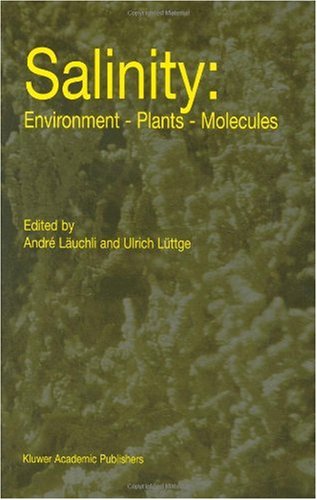 Salinity:
Environment - Plants - Molecules
Edited by
André Läuchli and Ulrich Lüttge
Kluwer Academic Publishers